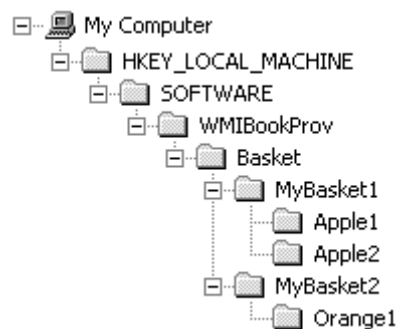 My Computer
HKEY_LOCAL_MACHINE
SOFTWARE
WMIBookProv
Basket
MyBasket1
Apple1
Apple2
MyBasket2
Orange1